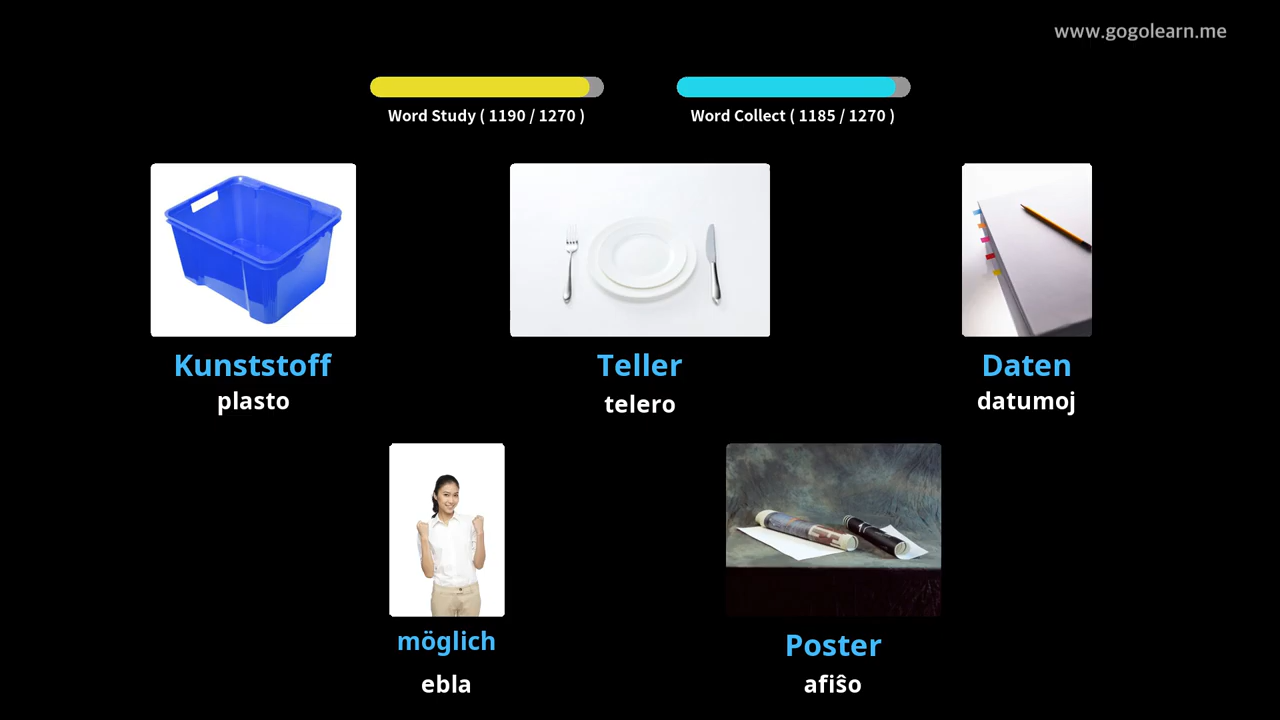 www.gogolearn.me
Word Study ( 1190 / 1270 )
Word Collect ( 1185 / 1270 )
Kunststoff
plasto
Teller
telero
Daten
datumoj
möglich
ebla
Poster
afiŝo